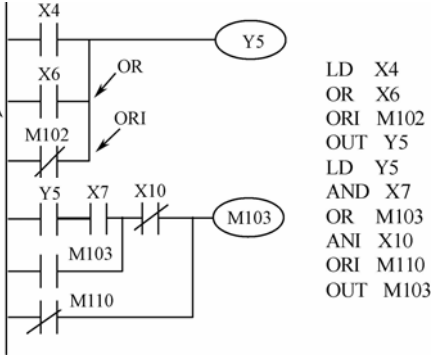 X4
Y5
X6
OR
ORI
M102
Y5 X7 X10
M103
M103
M110
LD X4
OR X6
ORI M102
OUT Y5
LD Y5
AND X7
OR M103
ANI X10
ORI M110
OUT M103